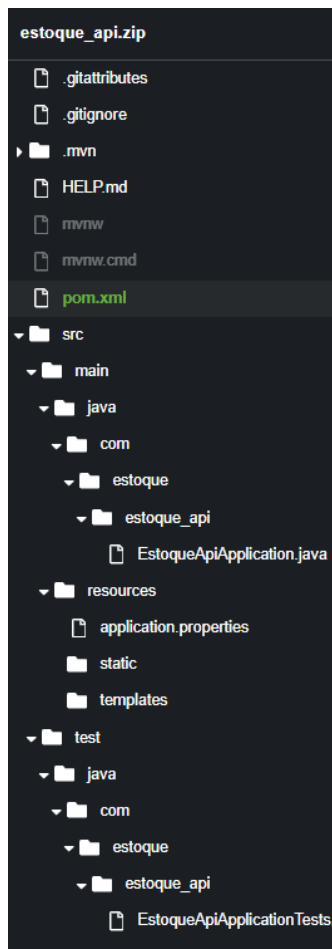 estoque_api.zip
.gitattributes
.gitignore
.mvn
HELP.md
mvnw
mvnw.cmd
pom.xml
src
main
java
com
estoque
estoque_api
EstoqueApiApplication.java
resources
application.properties
static
templates
test
java
com
estoque
estoque_api
EstoqueApiApplicationTests